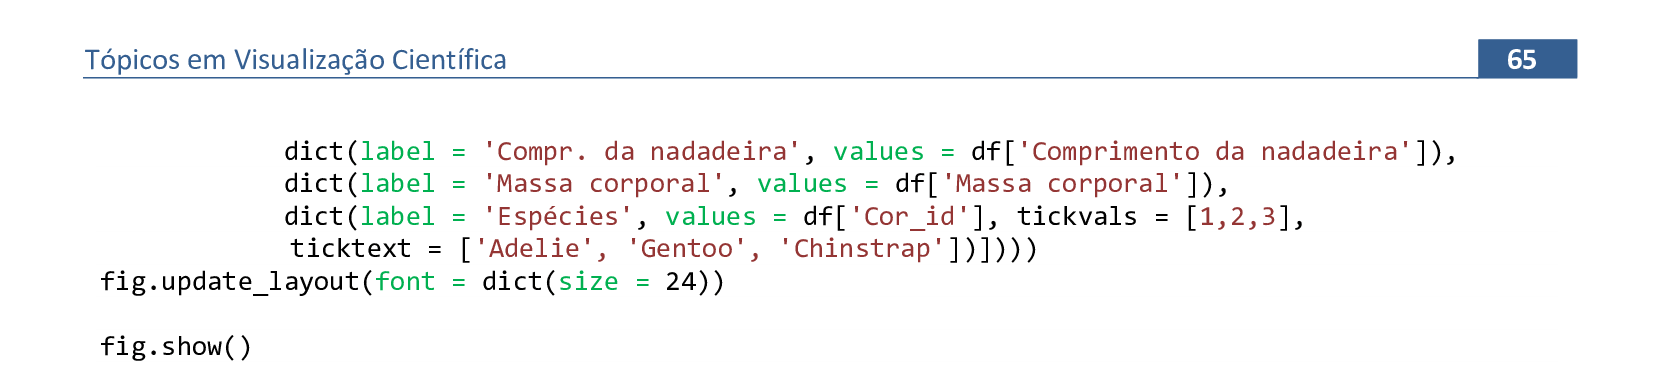 Tópicos em Visualização Científica 65
dict(label = 'Compr. da nadadeira', values = df['Comprimento da nadadeira']),
dict(label = 'Massa corporal', values = df['Massa corporal']),
dict(label = 'Espécies', values = df['Cor_id'], tickvals = [1,2,3],
ticktext = ['Adelie', 'Gentoo', 'Chinstrap'])]))))
fig.update_layout(font = dict(size = 24))
fig.show()